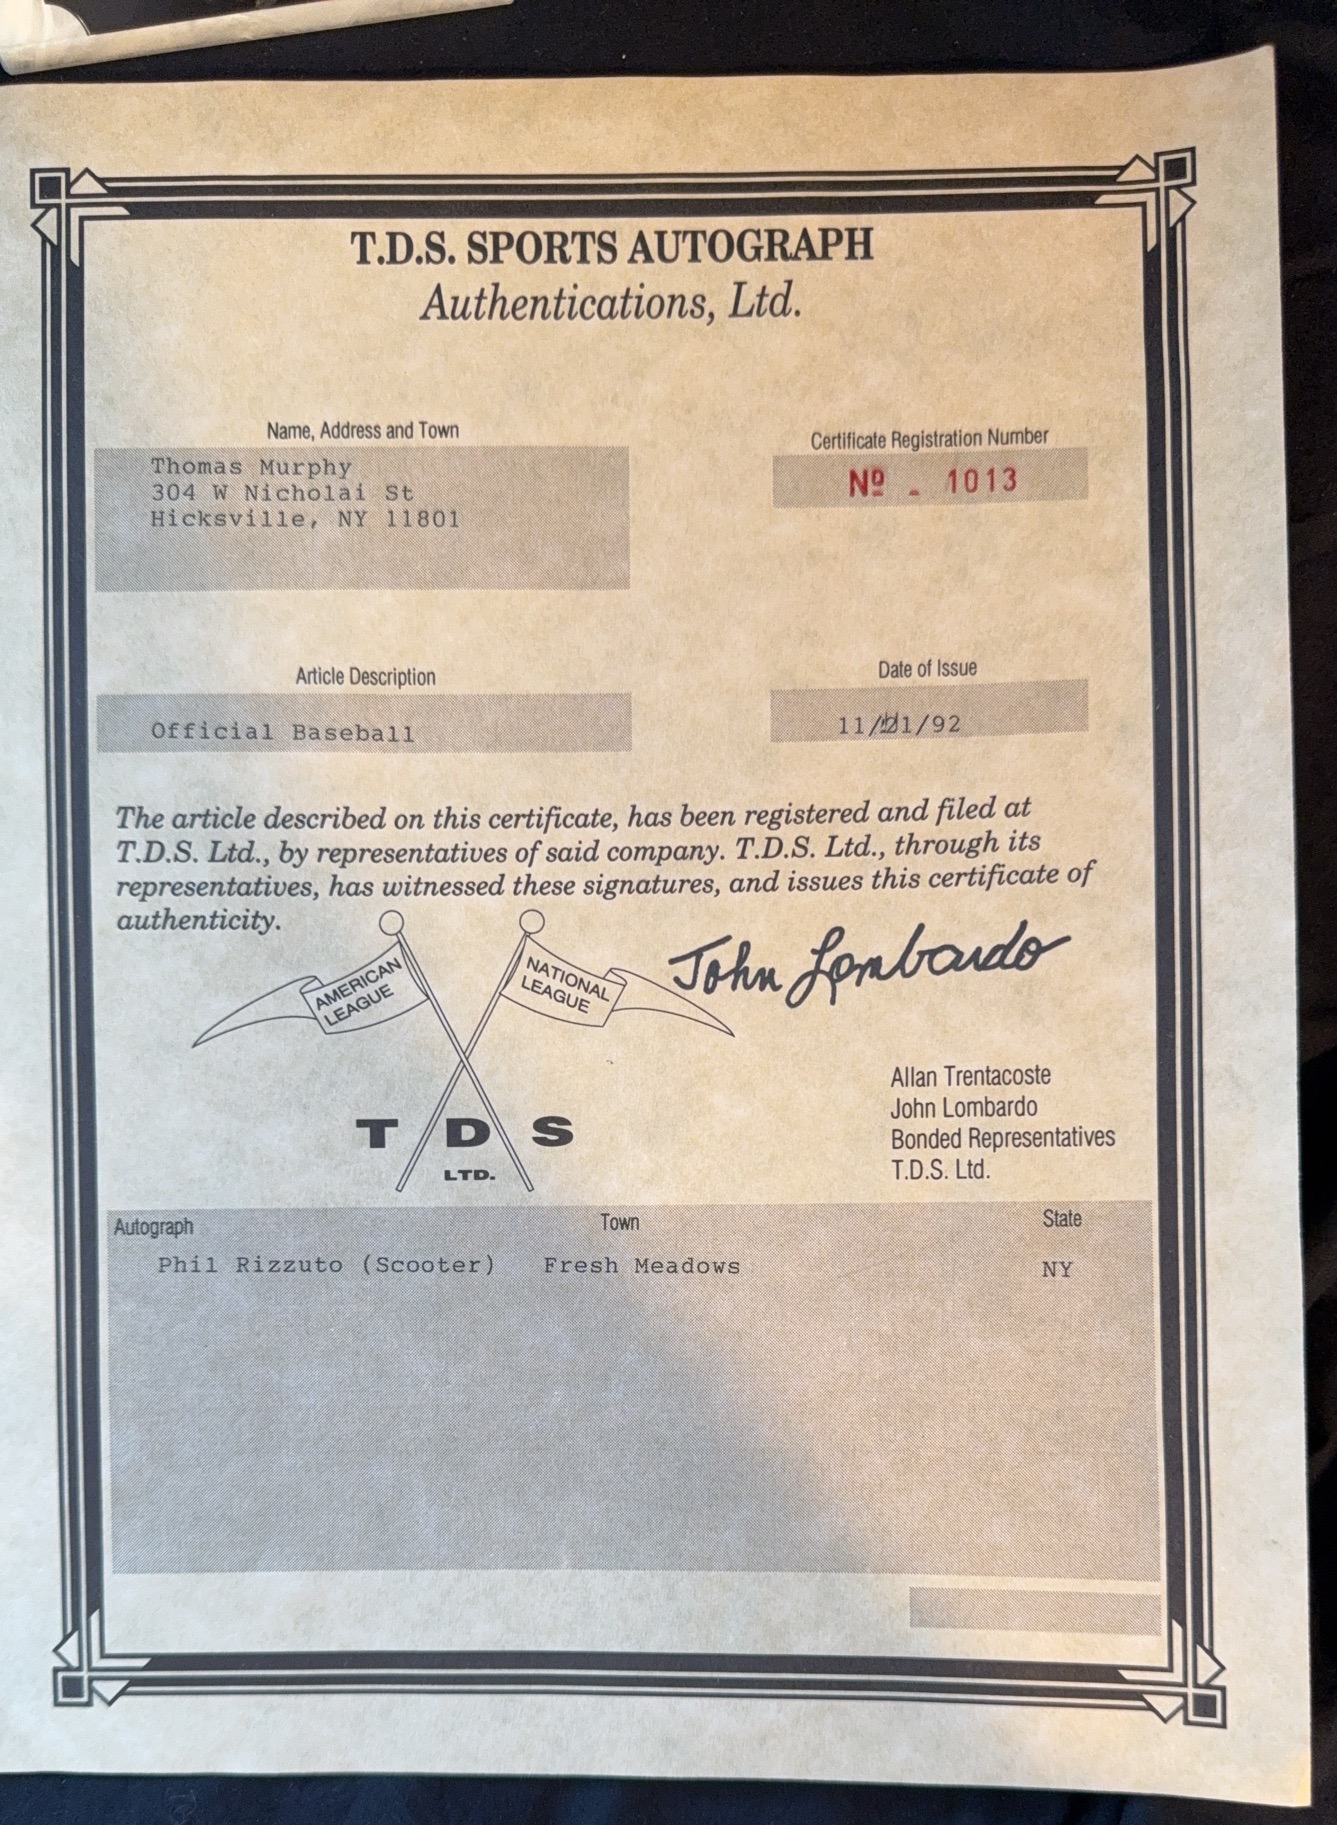 T.D.S. SPORTS AUTOGRAPH
Authentications, Ltd.
Name, Address and Town
Thomas Murphy
304 W Nicholai St
Hicksville, NY 11801
Certificate Registration Number
Nº - 1013
Article Description
Official Baseball
Date of Issue
11/21/92
The article described on this certificate, has been registered and filed at
T.D.S. Ltd., by representatives of said company. T.D.S. Ltd., through its
representatives, has witnessed these signatures, and issues this certificate of
authenticity.
AMERICAN
LEAGUE
NATIONAL
LEAGUE
John Lombardo
T D S
LTD.
Allan Trentacoste
John Lombardo
Bonded Representatives
T.D.S. Ltd.
Autograph Town State
Phil Rizzuto (Scooter) Fresh Meadows NY